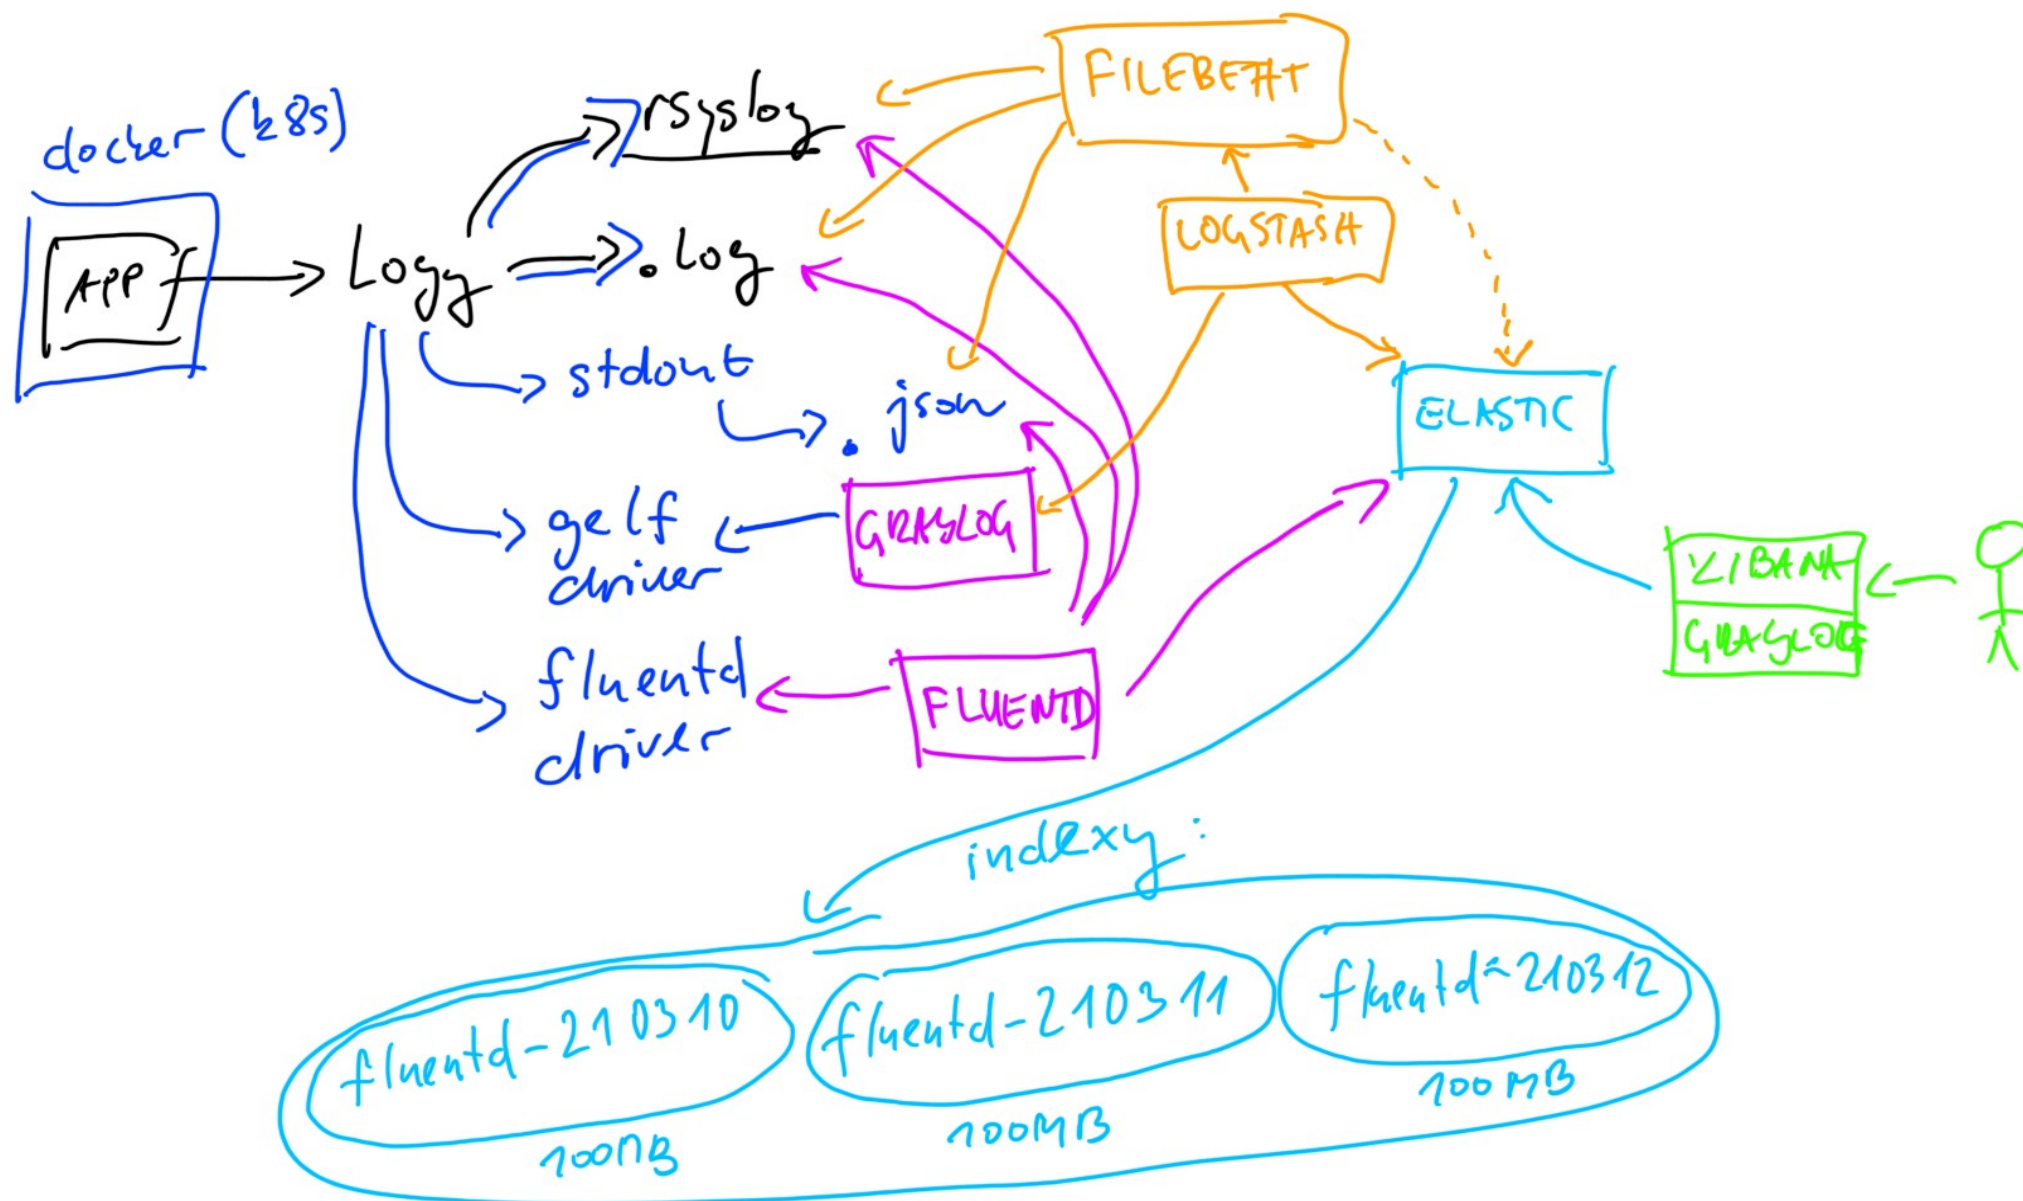 docker (k8s)
APP
Logy
rsyslog
.log
stdout
.json
gelf
driver
fluentd
driver
FILEBEAT
LOGSTASH
ELASTIC
GRAYLOG
FLUENTD
KIBANA
GRAYLOG
indexy:
fluentd-210310
100MB
fluentd-210311
100MB
fluentd-210312
100MB